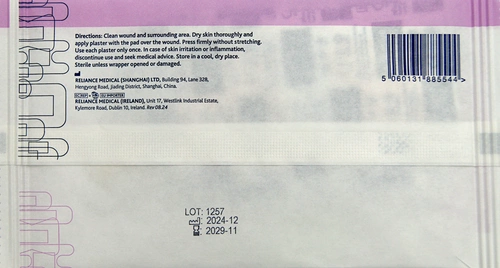 Directions: Clean wound and surrounding area. Dry skin thoroughly and
apply plaster with the pad over the wound. Press firmly without stretching.
Use each plaster only once. In case of skin irritation or inflammation,
discontinue use and seek medical advice. Store in a cool, dry place.
Sterile unless wrapper opened or damaged.
RELIANCE MEDICAL (SHANGHAI) LTD, Building 94, Lane 328,
Hengyong Road, Jiading District, Shanghai, China.
EC REP EU IMPORTER
RELIANCE MEDICAL (IRELAND), Unit 17, Westlink Industrial Estate,
Kylemore Road, Dublin 10, Ireland. Rev 08.24
5 060131 885544 >
LOT: 1257
: 2024-12
: 2029-11